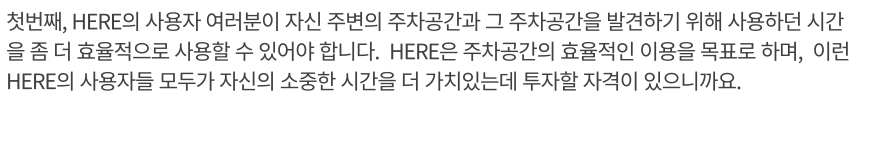 첫번째, HERE의 사용자 여러분이 자신 주변의 주차공간과 그 주차공간을 발견하기 위해 사용하던 시간
을 좀 더 효율적으로 사용할 수 있어야 합니다.  HERE은 주차공간의 효율적인 이용을 목표로 하며,  이런
HERE의 사용자들 모두가 자신의 소중한 시간을 더 가치있는데 투자할 자격이 있으니까요.